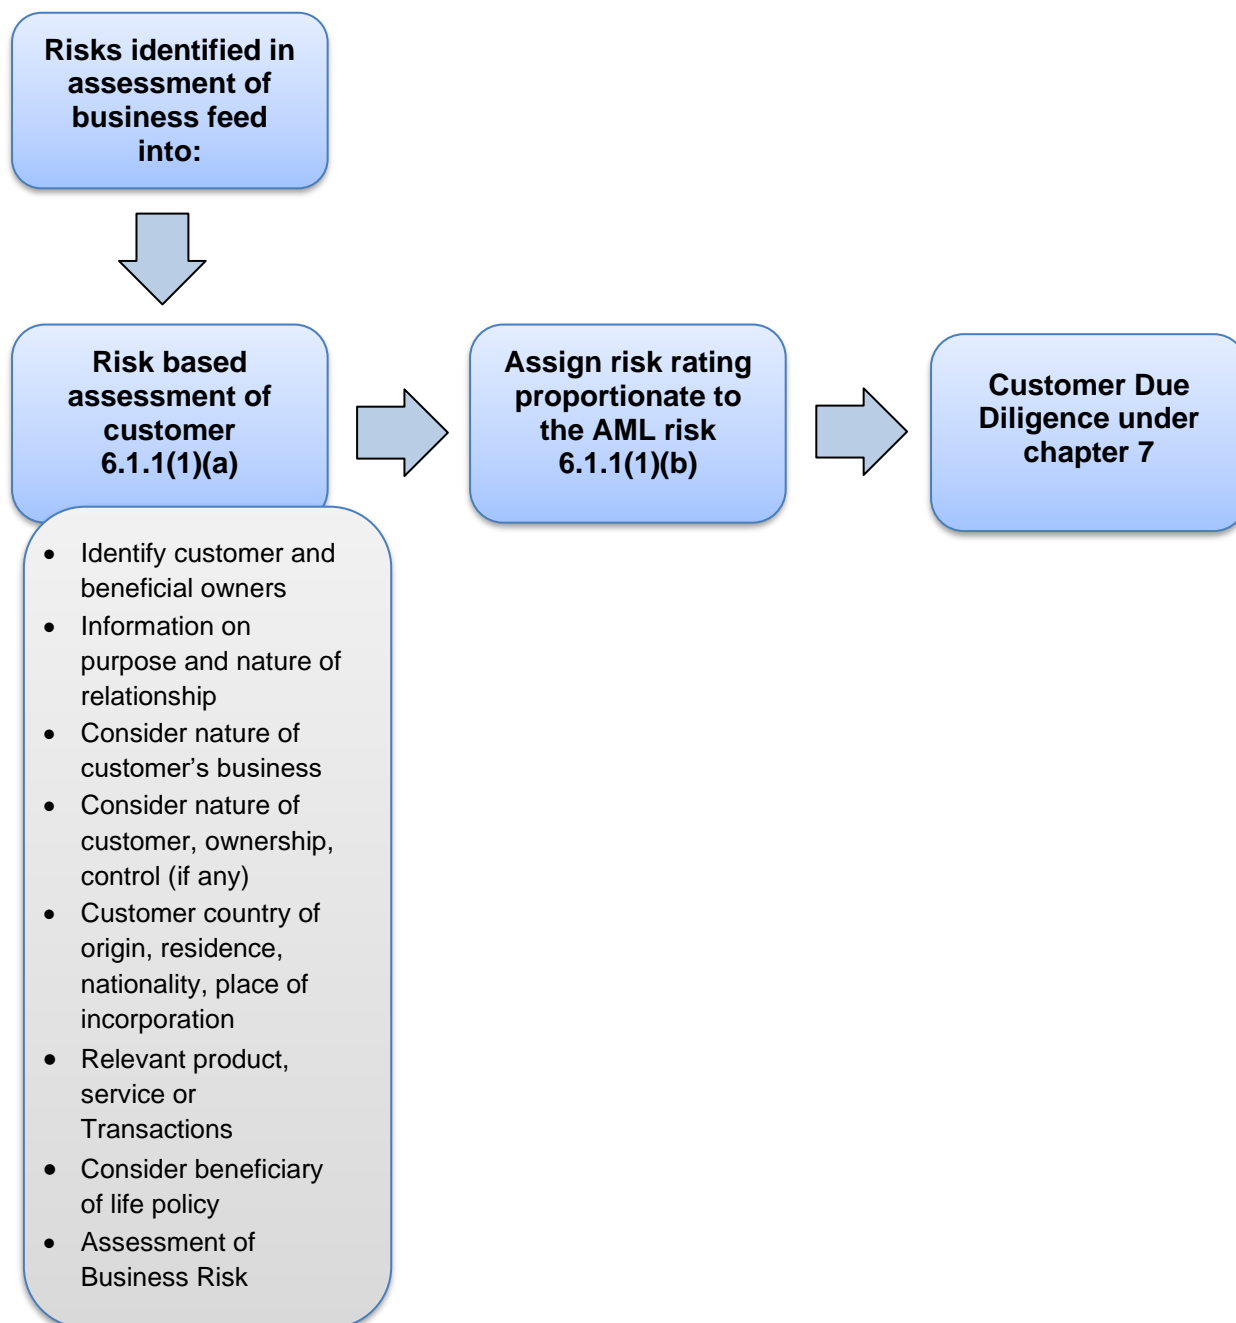 Risks identified in
assessment of
business feed
into:
Risk based
assessment of
customer
6.1.1(1)(a)
Assign risk rating
proportionate to
the AML risk
6.1.1(1)(b)
Customer Due
Diligence under
chapter 7
• Identify customer and
beneficial owners
• Information on
purpose and nature of
relationship
• Consider nature of
customer’s business
• Consider nature of
customer, ownership,
control (if any)
• Customer country of
origin, residence,
nationality, place of
incorporation
• Relevant product,
service or
Transactions
• Consider beneficiary
of life policy
• Assessment of
Business Risk